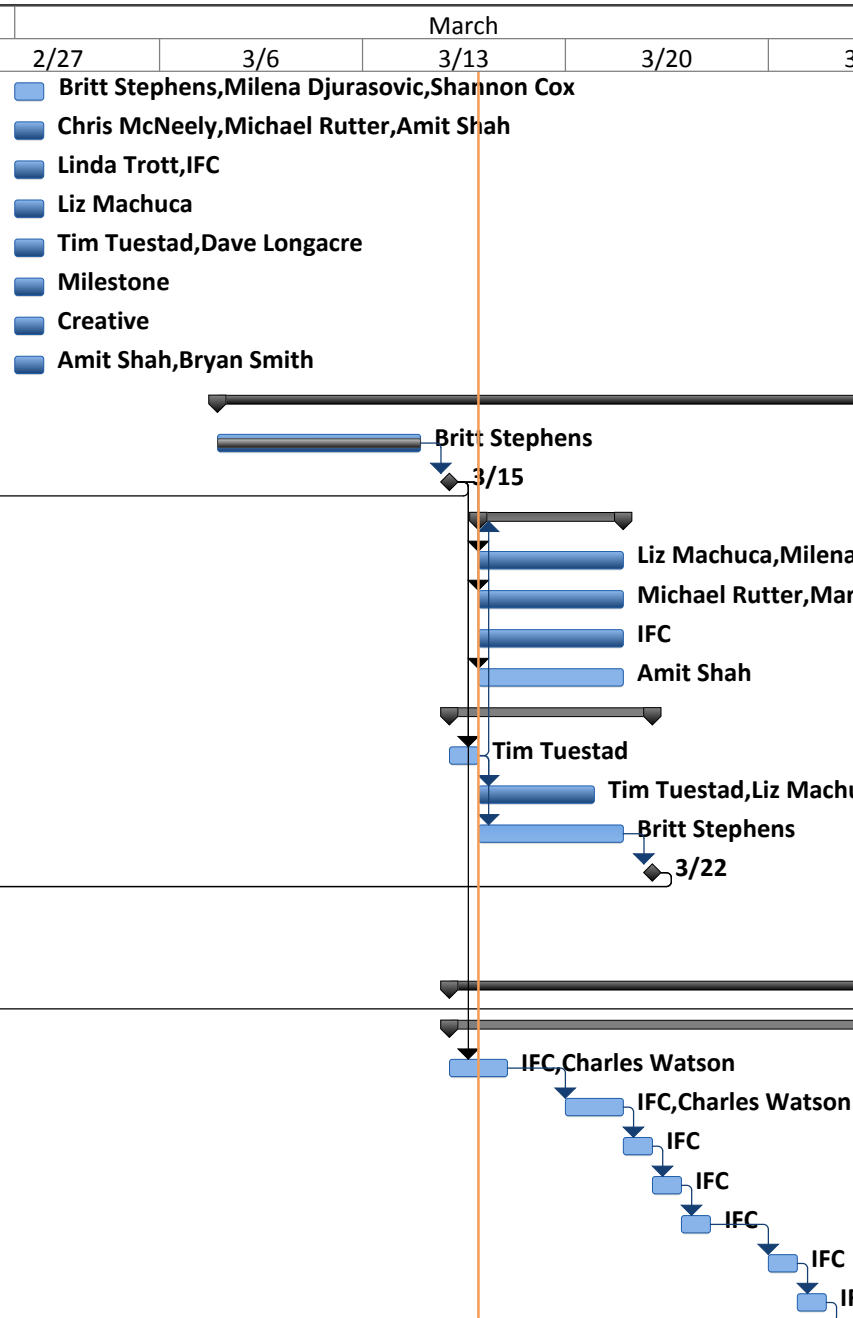 March
2/27 3/6 3/13 3/20 3
Britt Stephens,Milena Djurasovic,Shannon Cox
Chris McNeely,Michael Rutter,Amit Shah
Linda Trott,IFC
Liz Machuca
Tim Tuestad,Dave Longacre
Milestone
Creative
Amit Shah,Bryan Smith
Britt Stephens
3/15
Liz Machuca,Milena
Michael Rutter,Mar
IFC
Amit Shah
Tim Tuestad
Tim Tuestad,Liz Machu
Britt Stephens
3/22
IFC,Charles Watson
IFC,Charles Watson
IFC
IFC
IFC
IFC
IF